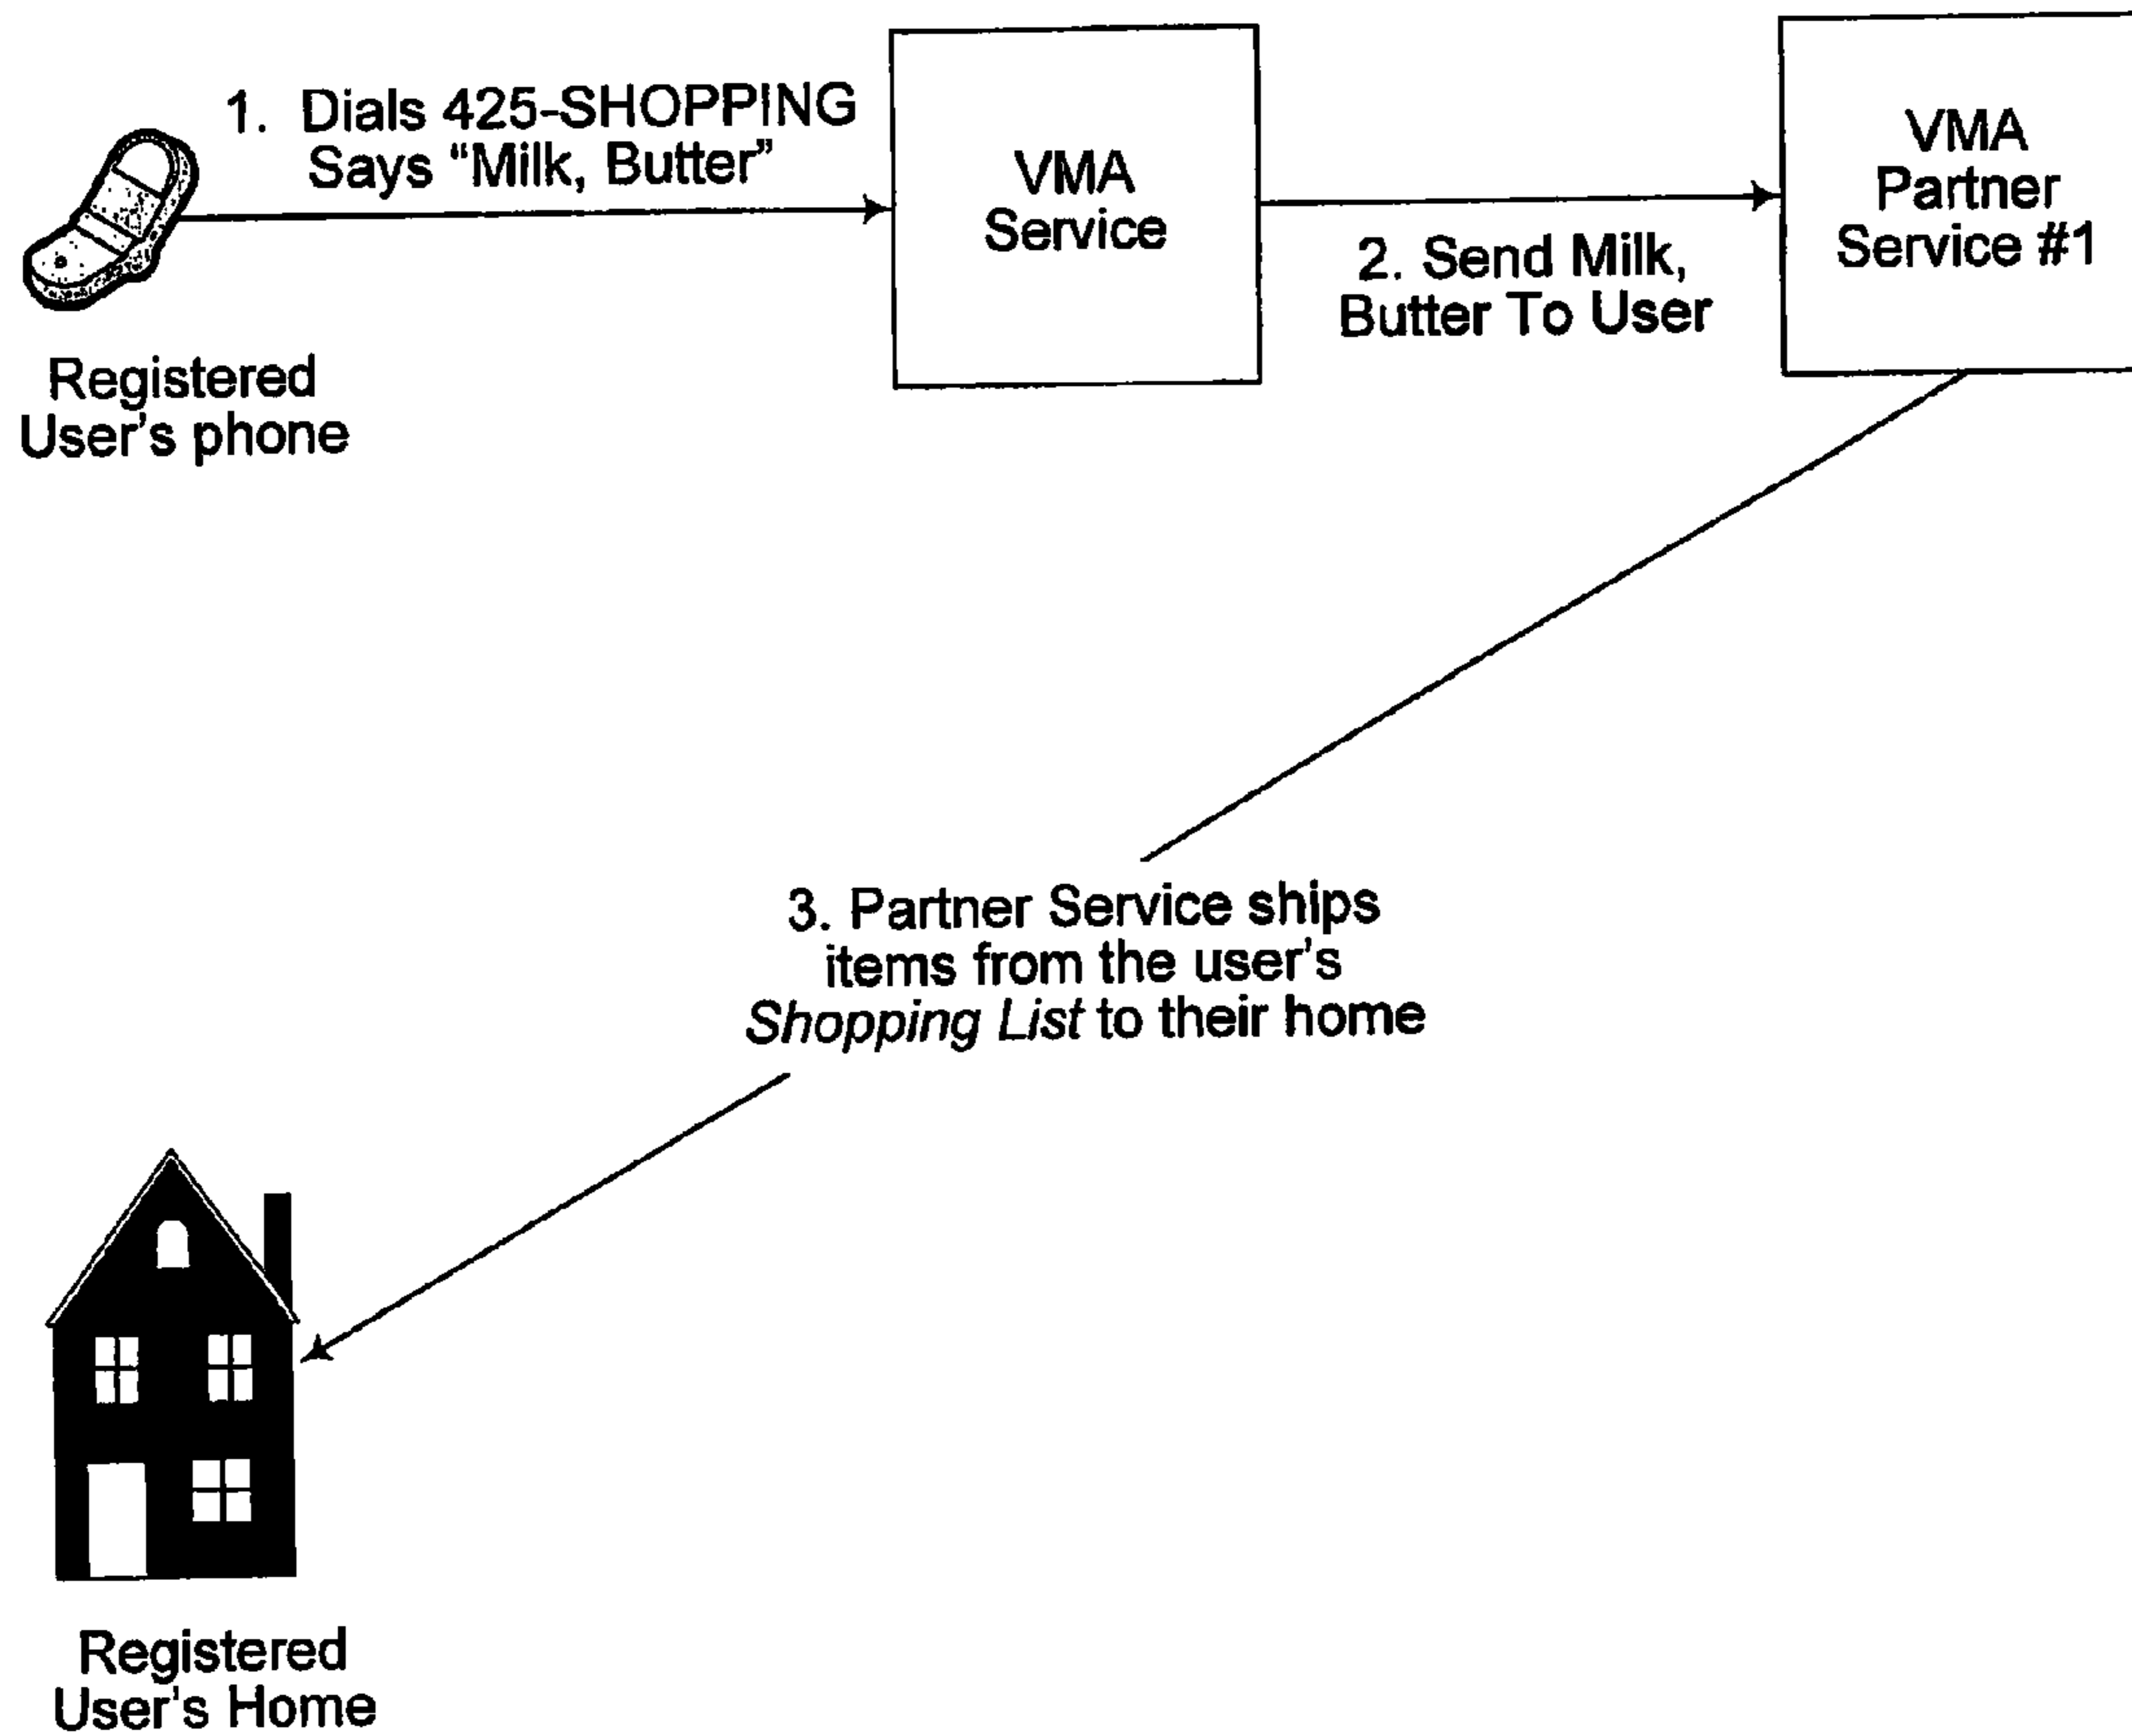 1. Dials 425-SHOPPING
Says “Milk, Butter”
VMA
Service
VMA
Partner
Service #1
2. Send Milk,
Butter To User
Registered
User's phone
3. Partner Service ships
items from the user's
Shopping List to their home
Registered
User's Home